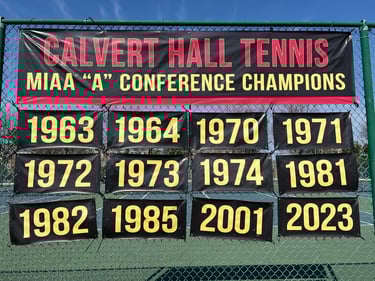 CALVERT HALL TENNIS
MIAA “A” CONFERENCE CHAMPIONS
1963 1964 1970 1971
1972 1973 1974 1981
1982 1985 2001 2023